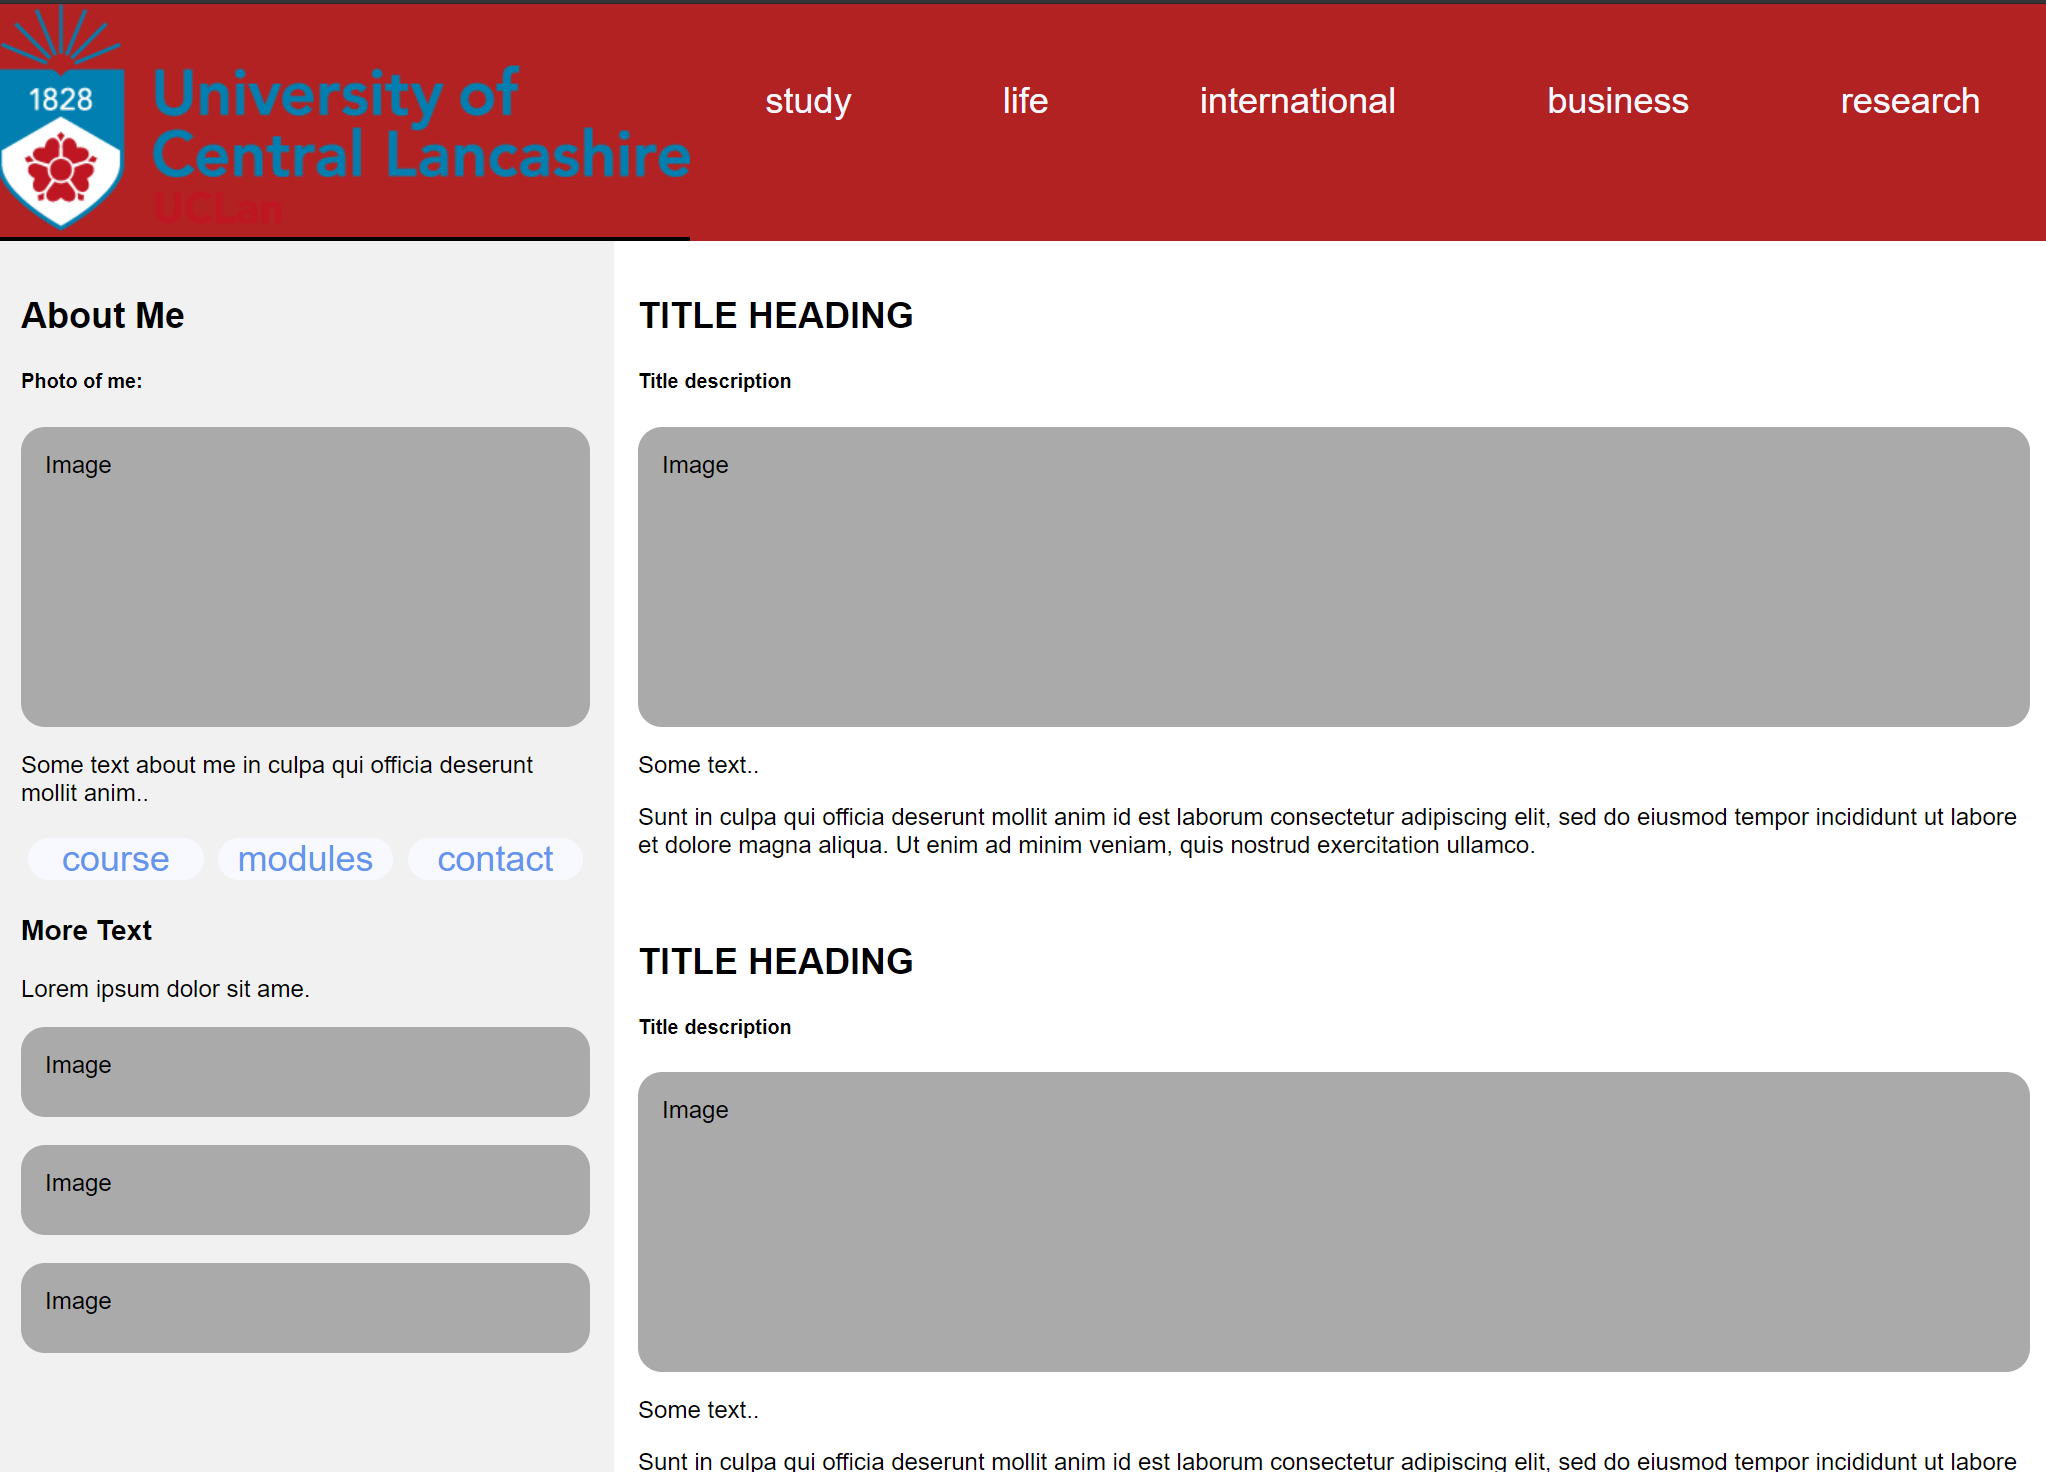 1828
University of
Central Lancashire
UCLan
study
life
international
business
research
About Me
Photo of me:
Image
Some text about me in culpa qui officia deserunt
mollit anim..
course
modules
contact
More Text
Lorem ipsum dolor sit ame.
Image
Image
Image
TITLE HEADING
Title description
Image
Some text..
Sunt in culpa qui officia deserunt mollit anim id est laborum consectetur adipiscing elit, sed do eiusmod tempor incididunt ut labore
et dolore magna aliqua. Ut enim ad minim veniam, quis nostrud exercitation ullamco.
TITLE HEADING
Title description
Image
Some text..
Sunt in culpa qui officia deserunt mollit anim id est laborum consectetur adipiscing elit, sed do eiusmod tempor incididunt ut labore